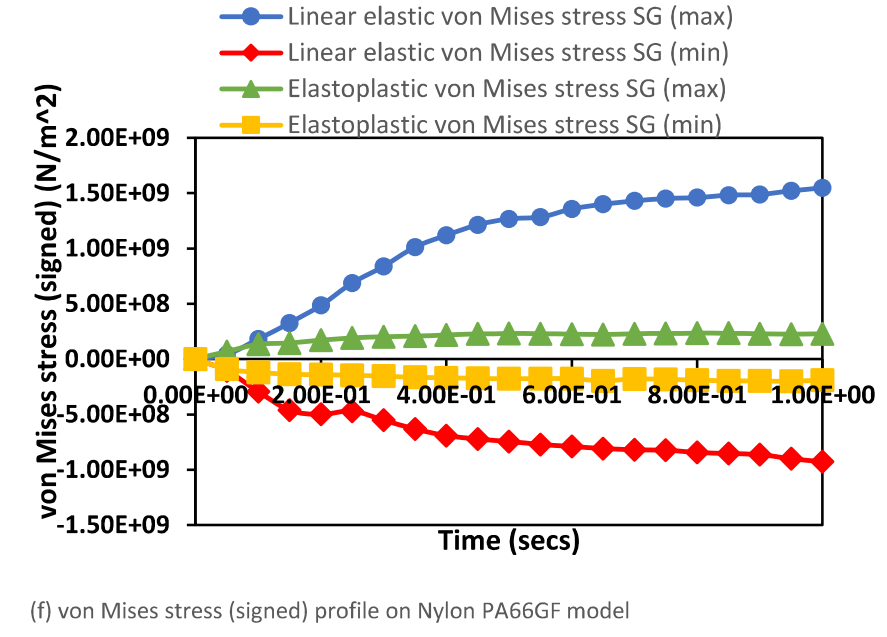 Linear elastic von Mises stress SG (max)
Linear elastic von Mises stress SG (min)
Elastoplastic von Mises stress SG (max)
Elastoplastic von Mises stress SG (min)
von Mises stress (signed) (N/m^2)
2.00E+09
1.50E+09
1.00E+09
5.00E+08
0.00E+00
-5.00E+08
-1.00E+09
-1.50E+09
0.00E+00 2.00E-01 4.00E-01 6.00E-01 8.00E-01 1.00E+00
Time (secs)
(f) von Mises stress (signed) profile on Nylon PA66GF model